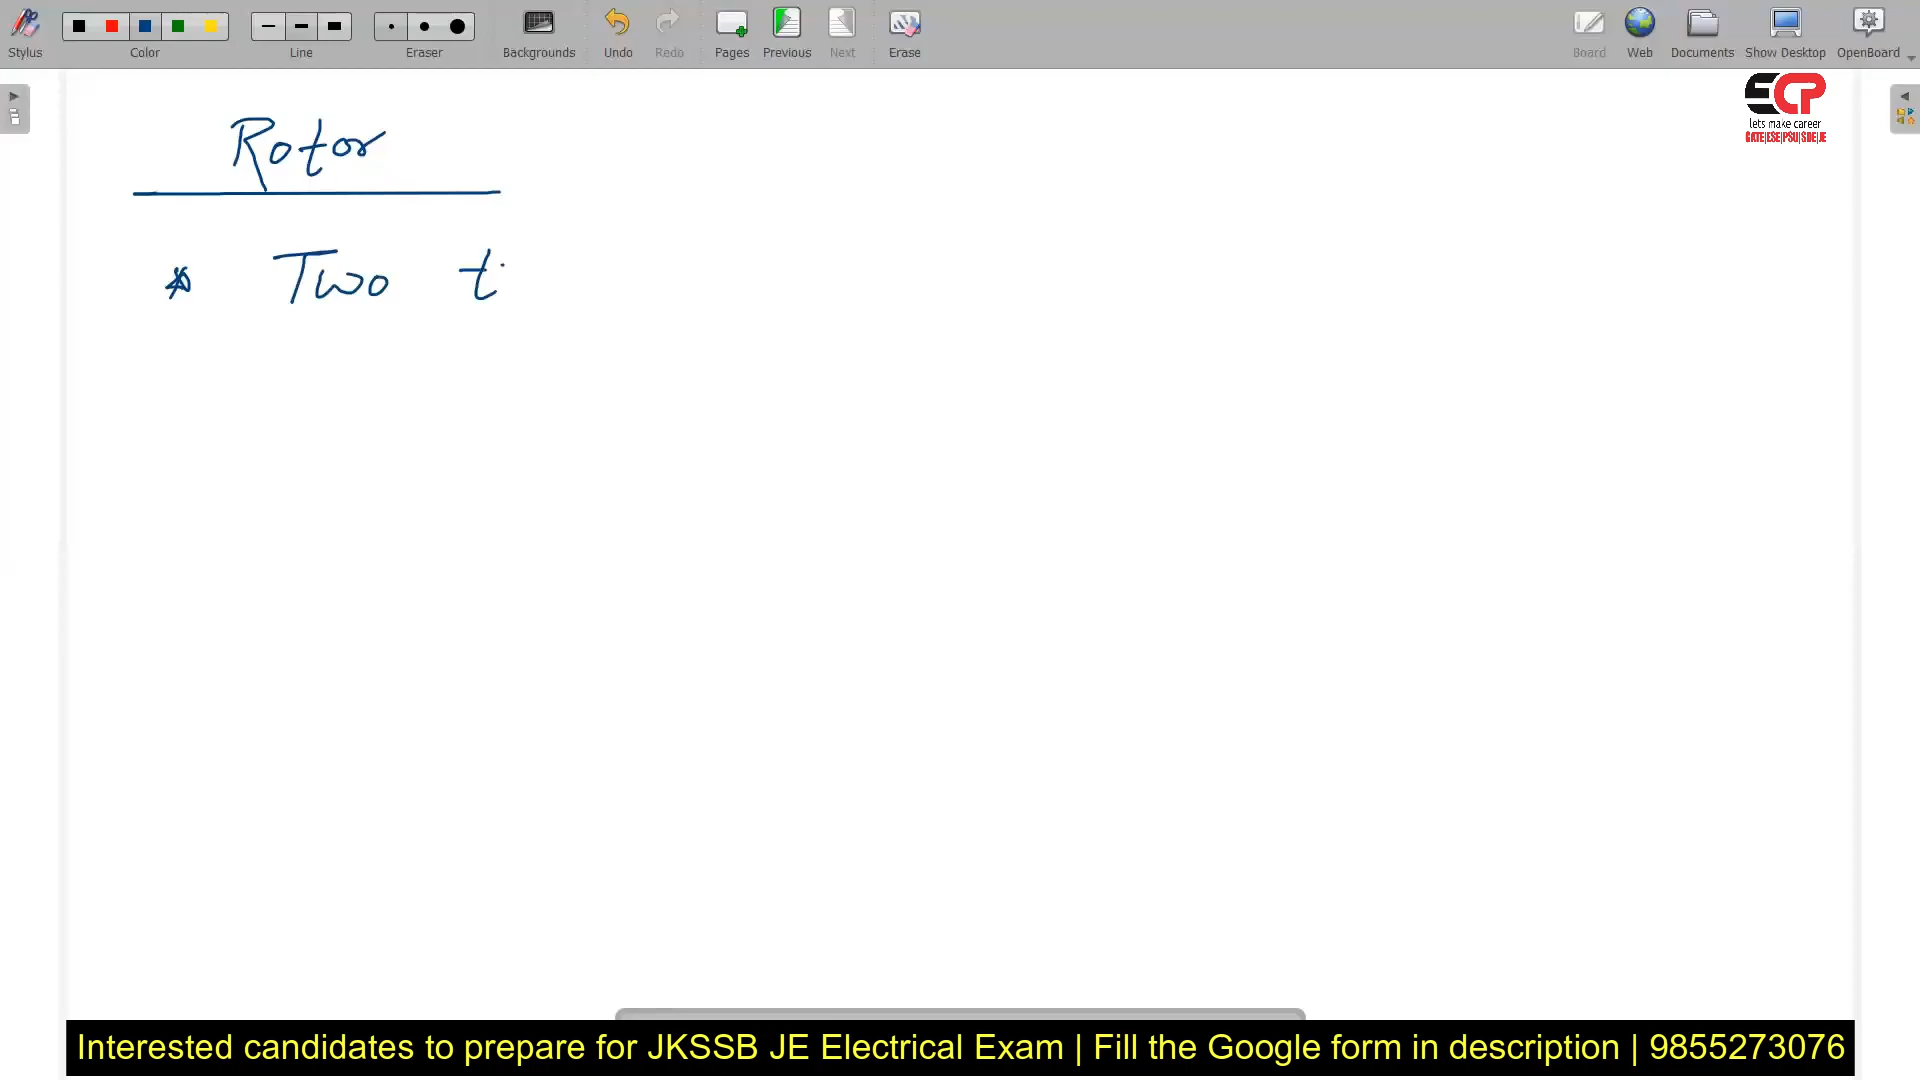 Stylus Color Line Eraser Backgrounds Undo Redo Pages Previous Next Erase Board Web Documents Show Desktop OpenBoard
ECP
lets make career
GATE|ESE|PSU|SDE|JE
Rotor
* Two t
Interested candidates to prepare for JKSSB JE Electrical Exam | Fill the Google form in description | 9855273076